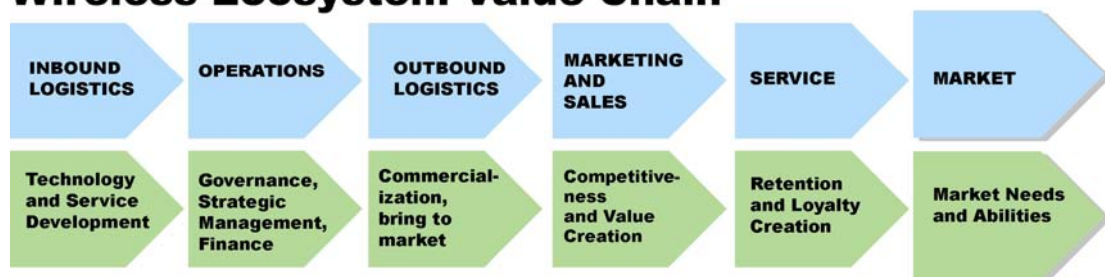 Wireless Ecosystem Value Chain
INBOUND
LOGISTICS
OPERATIONS
OUTBOUND
LOGISTICS
MARKETING
AND
SALES
SERVICE
MARKET
Technology
and Service
Development
Governance,
Strategic
Management,
Finance
Commercial-
ization,
bring to
market
Competitive-
ness
and Value
Creation
Retention
and Loyalty
Creation
Market Needs
and Abilities